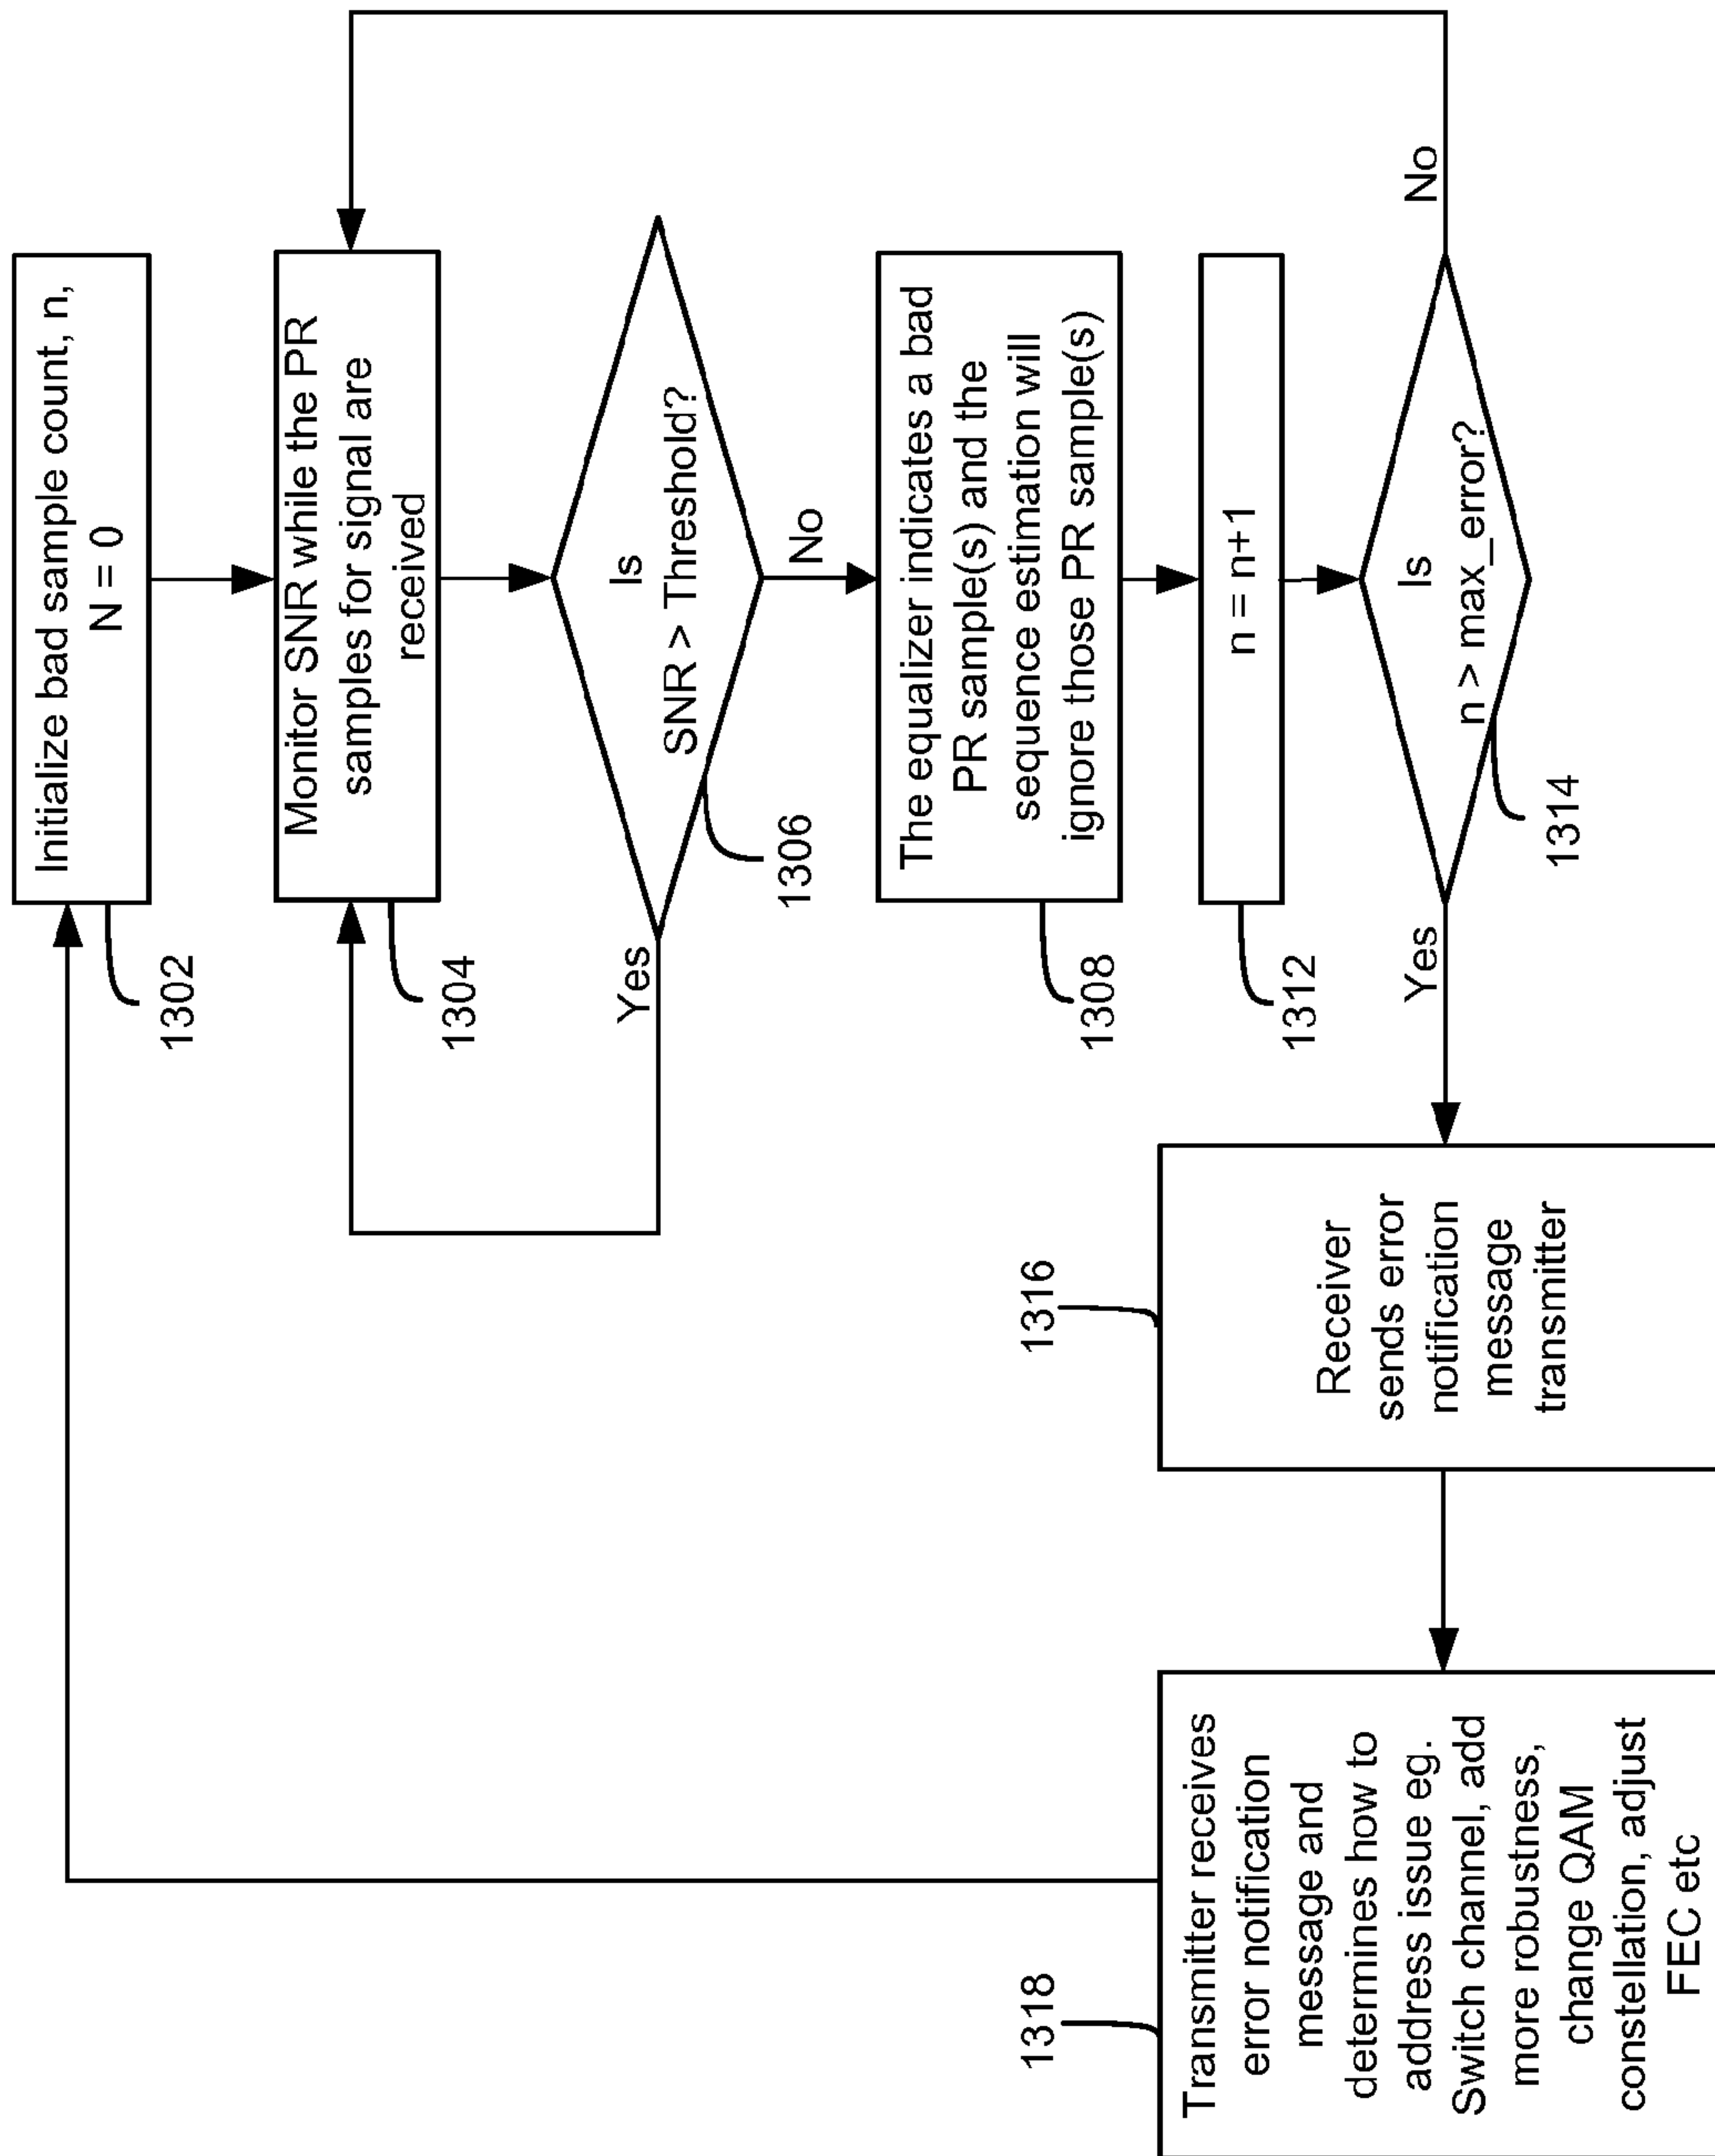 Initialize bad sample count, n,
N = 0
1302
Monitor SNR while the PR
samples for signal are
received
1304
Is
SNR > Threshold?
1306
Yes
No
The equalizer indicates a bad
PR sample(s) and the
sequence estimation will
ignore those PR sample(s)
1308
n = n+1
1312
Is
n > max_error?
1314
No
Yes
1316
Receiver
sends error
notification
message
transmitter
1318
Transmitter receives
error notification
message and
determines how to
address issue eg.
Switch channel, add
more robustness,
change QAM
constellation, adjust
FEC etc